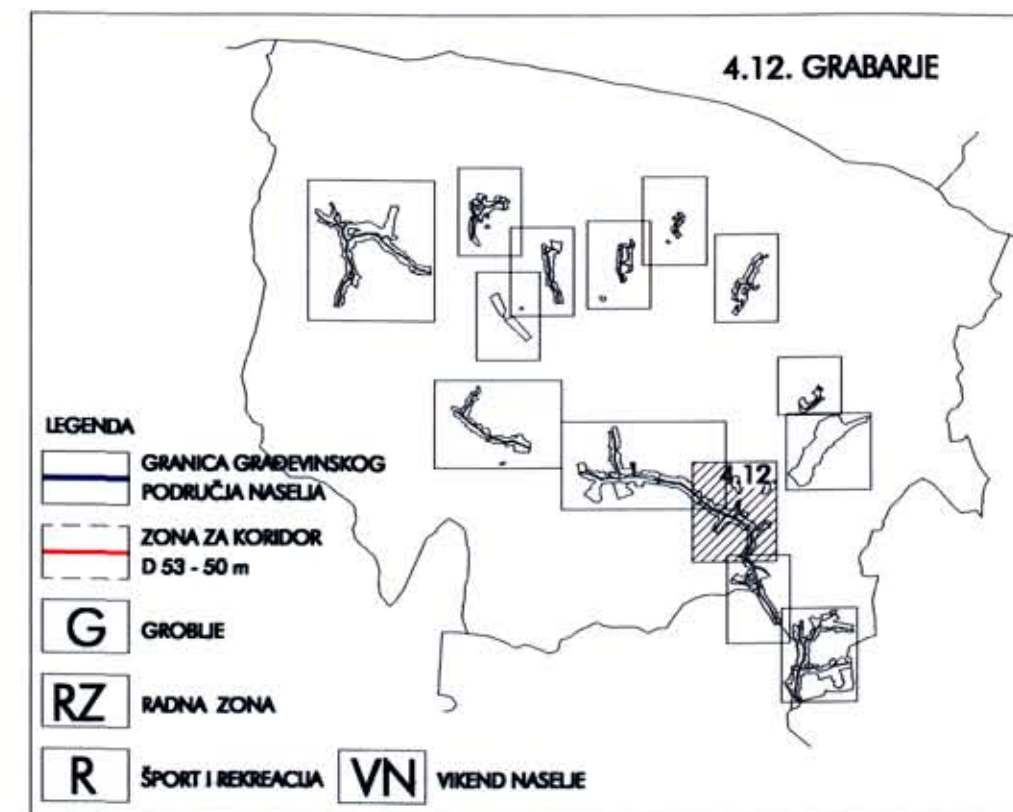 4.12. GRABARJE
4.12.
LEGENDA
GRANICA GRAĐEVINSKOG
PODRUČJA NASELJA
ZONA ZA KORIDOR
D 53 - 50 m
G GROBLJE
RZ RADNA ZONA
R ŠPORT I REKREACIJA VN VIKEND NASELJE